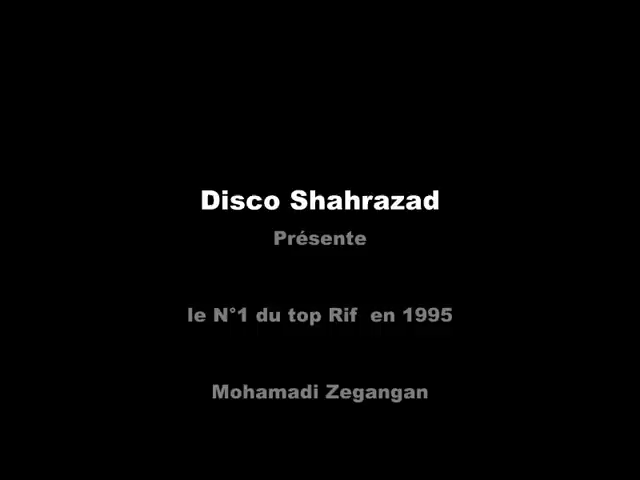 Disco Shahrazad
Présente
le N°1 du top Rif en 1995
Mohamadi Zegangan